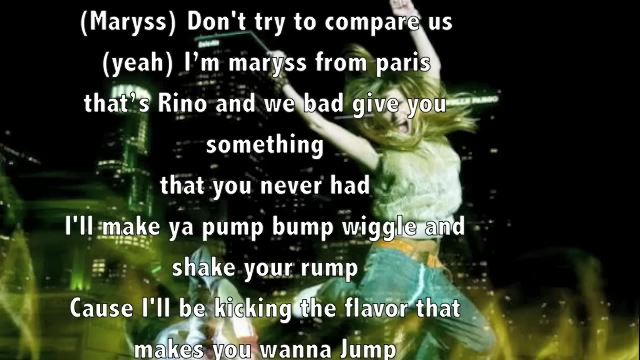 (Maryss) Don't try to compare us
(yeah) I'm maryss from paris
that's Rino and we bad give you
something
that you never had
I'll make ya pump bump wiggle and
shake your rump
Cause I'll be kicking the flavor that
makes you wanna Jump